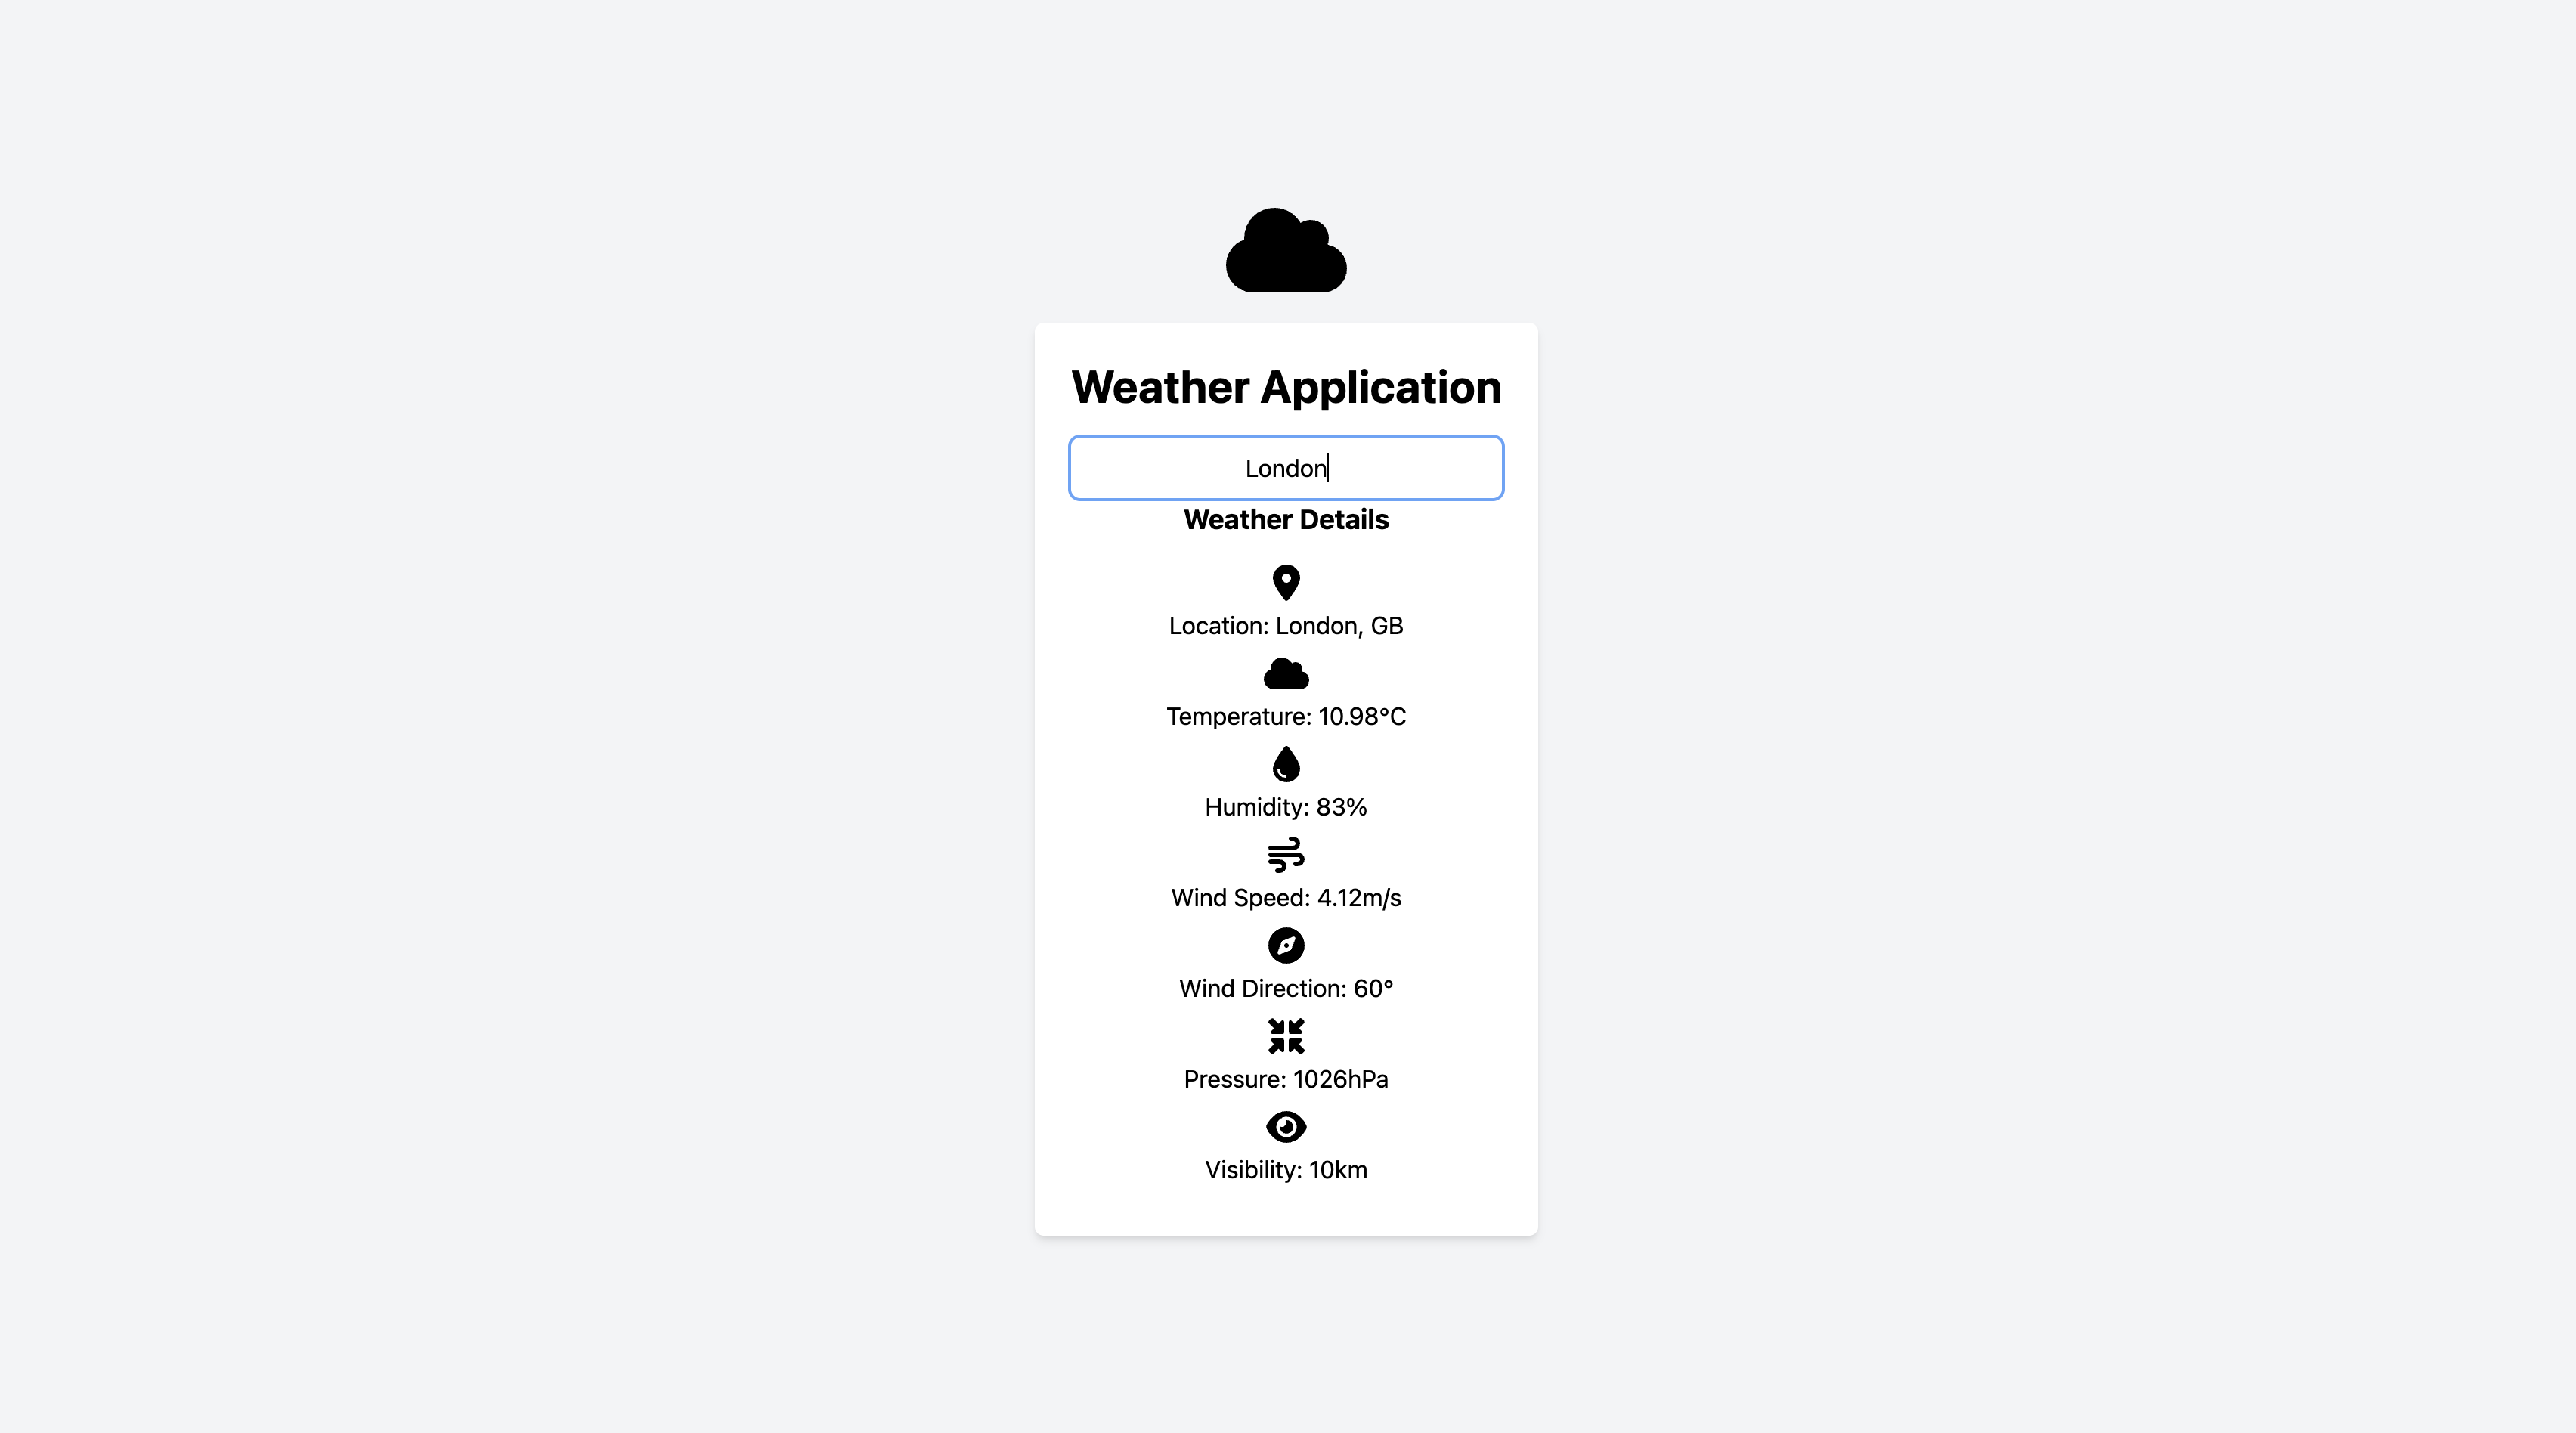 Weather Application
London
Weather Details
Location: London, GB
Temperature: 10.98°C
Humidity: 83%
Wind Speed: 4.12m/s
Wind Direction: 60°
Pressure: 1026hPa
Visibility: 10km